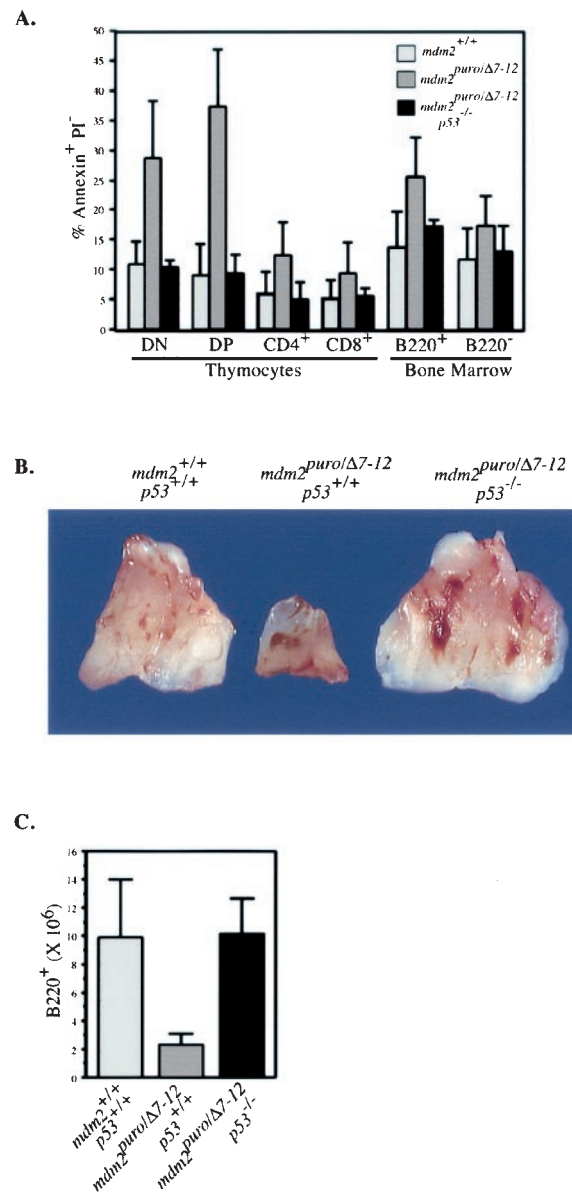 A.
50
45
40
35
30
25
20
15
10
5
0
% Annexin+ PI-
mdm2+/+
mdm2puro/Δ7-12
mdm2puro/Δ7-12
p53-/-
DN DP CD4+ CD8+ B220+ B220-
Thymocytes Bone Marrow
B.
mdm2+/+ mdm2puro/Δ7-12 mdm2puro/Δ7-12
p53+/+ p53+/+ p53-/-
C.
16
14
12
10
8
6
4
2
0
B220+ (X 10^6)
mdm2+/+
p53+/+
mdm2puro/Δ7-12
p53+/+
mdm2puro/Δ7-12
p53-/-